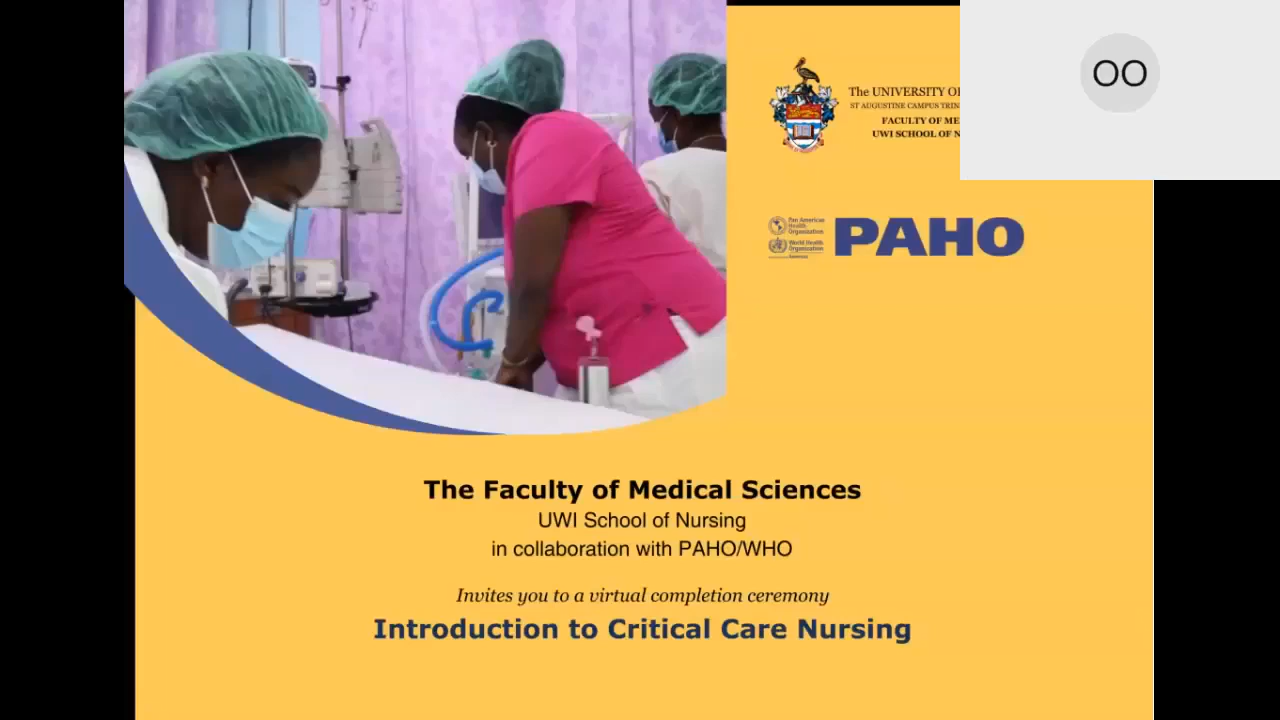 OO
The UNIVERSITY OF
ST AUGUSTINE CAMPUS
FACULTY OF ME
UWI SCHOOL OF N
Pan American
Health
Organization
World Health
Organization
Americas
PAHO
The Faculty of Medical Sciences
UWI School of Nursing
in collaboration with PAHO/WHO
Invites you to a virtual completion ceremony
Introduction to Critical Care Nursing